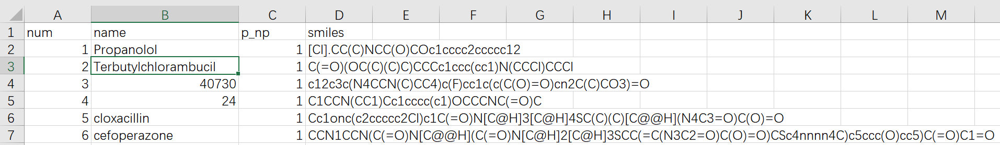 A B C D E F G H I J K L M
1 num name p_np smiles
2 1 Propanolol 1 [Cl].CC(C)NCC(O)COc1cccc2ccccc12
3 2 Terbutylchlorambucil 1 C(=O)(OC(C)(C)C)CCCc1ccc(cc1)N(CCCl)CCCl
4 3 40730 1 c12c3c(N4CCN(C)CC4)c(F)cc1c(c(C(O)=O)cn2C(C)CO3)=O
5 4 24 1 C1CCN(CC1)Cc1cccc(c1)OCCCNC(=O)C
6 5 cloxacillin 1 Cc1onc(c2ccccc2Cl)c1C(=O)N[C@H]3[C@H]4SC(C)(C)[C@@H](N4C3=O)C(O)=O
7 6 cefoperazone 1 CCN1CCN(C(=O)N[C@@H](C(=O)N[C@H]2[C@H]3SCC(=C(N3C2=O)C(O)=O)CSc4nnnn4C)c5ccc(O)cc5)C(=O)C1=O